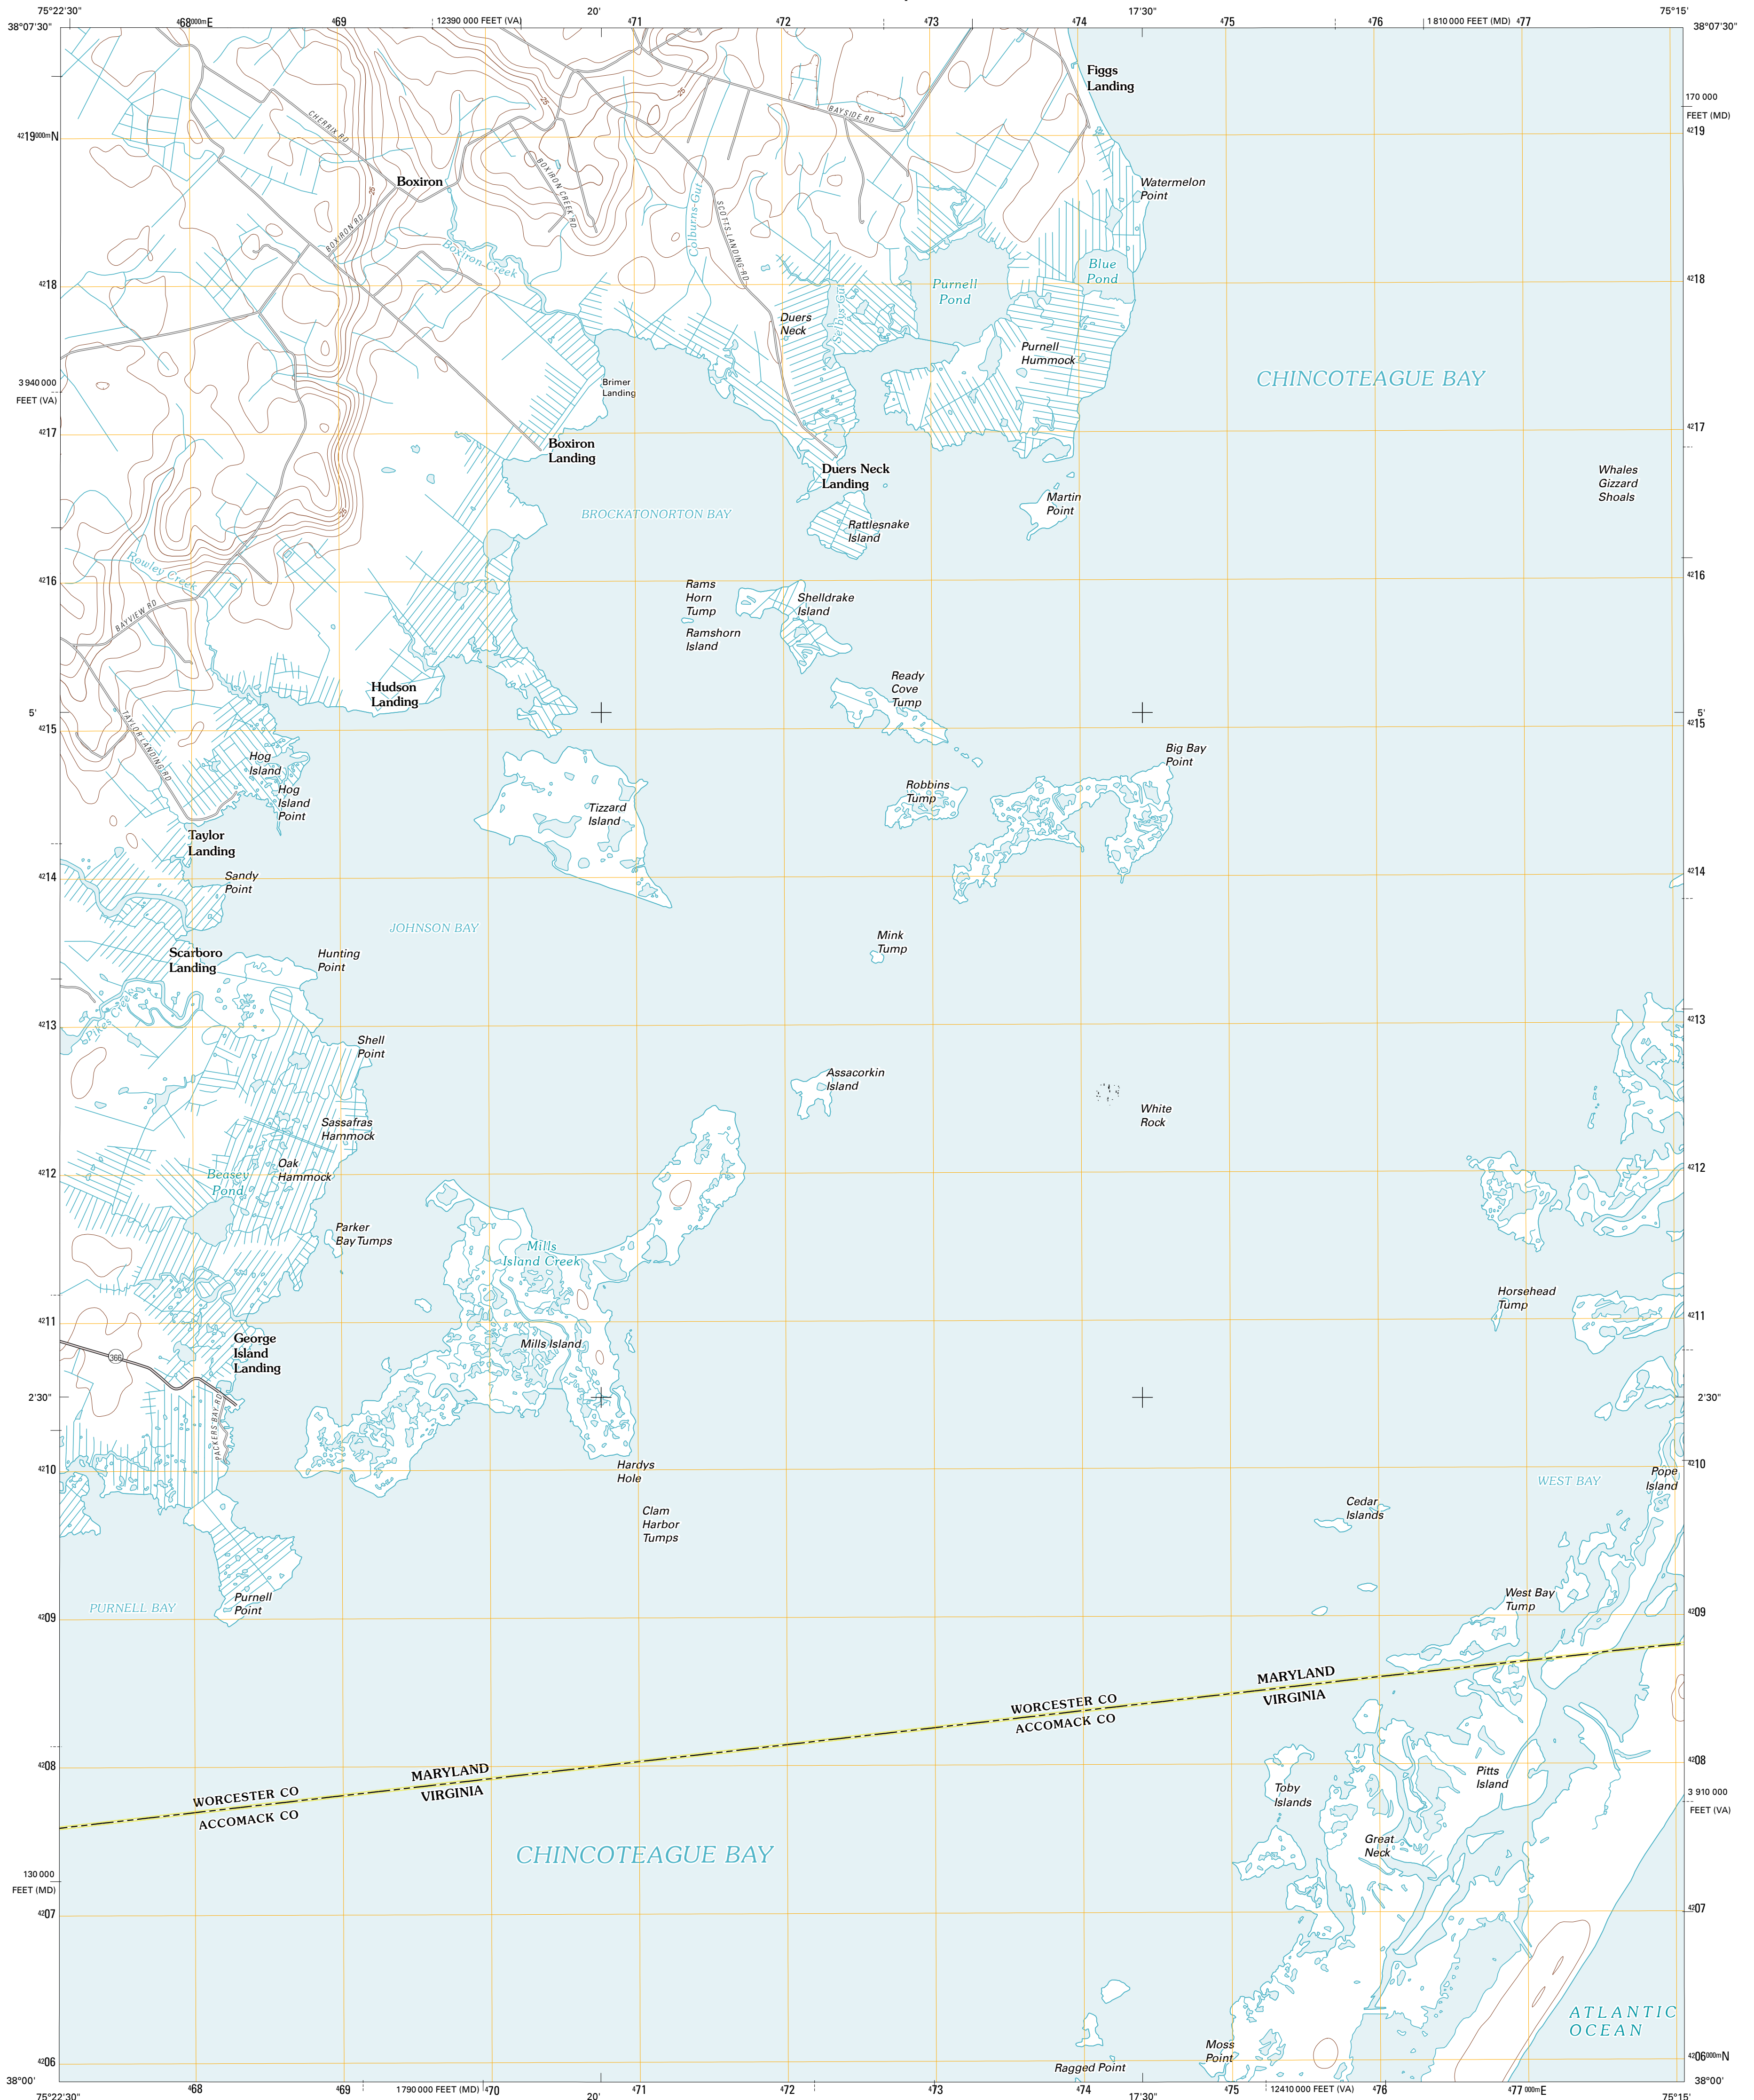 75°22'30"
468000mE
469
12390 000 FEET (VA)
20'
471
472
473
474
17'30"
475
476
1 810 000 FEET (MD)
477
75°15'
38°07'30"
38°07'30"
Figgs
Landing
170 000
FEET (MD)
CHERRIX RD
25
25
BAYSIDE RD
4219000mN
4219
Boxiron
25
BOXIRON CREEK RD
Colburns Gut
SCOTTS LANDING RD
Watermelon
Point
BOXIRON RD
Boxiron Creek
Blue
Pond
Purnell
Pond
4218
4218
Selbys Gut
Duers
Neck
Purnell
Hummock
CHINCOTEAGUE BAY
3 940 000
FEET (VA)
Brimer
Landing
4217
4217
Boxiron
Landing
Duers Neck
Landing
Whales
Gizzard
Shoals
Martin
Point
25
BROCKATONORTON BAY
Rattlesnake
Island
Rowley Creek
4216
4216
Rams
Horn
Tump
Shelldrake
Island
BAYVIEW RD
Ramshorn
Island
Ready
Cove
Tump
Hudson
Landing
5'
5'
4215
4215
TAYLOR LANDING RD
Big Bay
Point
Hog
Island
Hog
Island
Point
Robbins
Tump
Tizzard
Island
Taylor
Landing
4214
4214
Sandy
Point
JOHNSON BAY
Mink
Tump
Scarboro
Landing
Hunting
Point
Pikes Creek
4213
4213
Shell
Point
Assacorkin
Island
White
Rock
Sassafras
Hammock
Oak
Hammock
4212
4212
Beasey
Pond
Parker
Bay Tumps
Mills
Island Creek
Horsehead
Tump
4211
4211
George
Island
Landing
Mills Island
366
2'30"
2'30"
PACKERS BAY RD
4210
4210
Hardys
Hole
WEST BAY
Pope
Island
Cedar
Islands
Clam
Harbor
Tumps
Purnell
Point
West Bay
Tump
PURNELL BAY
4209
4209
MARYLAND
VIRGINIA
WORCESTER CO
ACCOMACK CO
4208
4208
MARYLAND
VIRGINIA
Pitts
Island
Toby
Islands
WORCESTER CO
ACCOMACK CO
3 910 000
FEET (VA)
Great
Neck
CHINCOTEAGUE BAY
130 000
FEET (MD)
4207
4207
ATLANTIC
OCEAN
Moss
Point
4206
4206000mN
Ragged Point
38°00'
38°00'
75°22'30"
468
469
1790 000 FEET (MD)
470
20'
471
472
473
474
17'30"
475
12410 000 FEET (VA)
476
477 000mE
75°15'